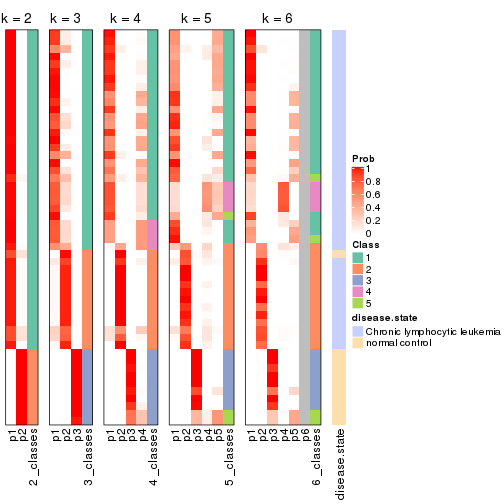 k = 2 k = 3 k = 4 k = 5 k = 6
Prob
1
0.8
0.6
0.4
0.2
0
Class
1
2
3
4
5
disease.state
Chronic lymphocytic leukemia
normal control
p1 p2 2_classes p1 p2 p3 3_classes p1 p2 p3 p4 4_classes p1 p2 p3 p4 p5 5_classes p1 p2 p3 p4 p5 p6 6_classes disease.state